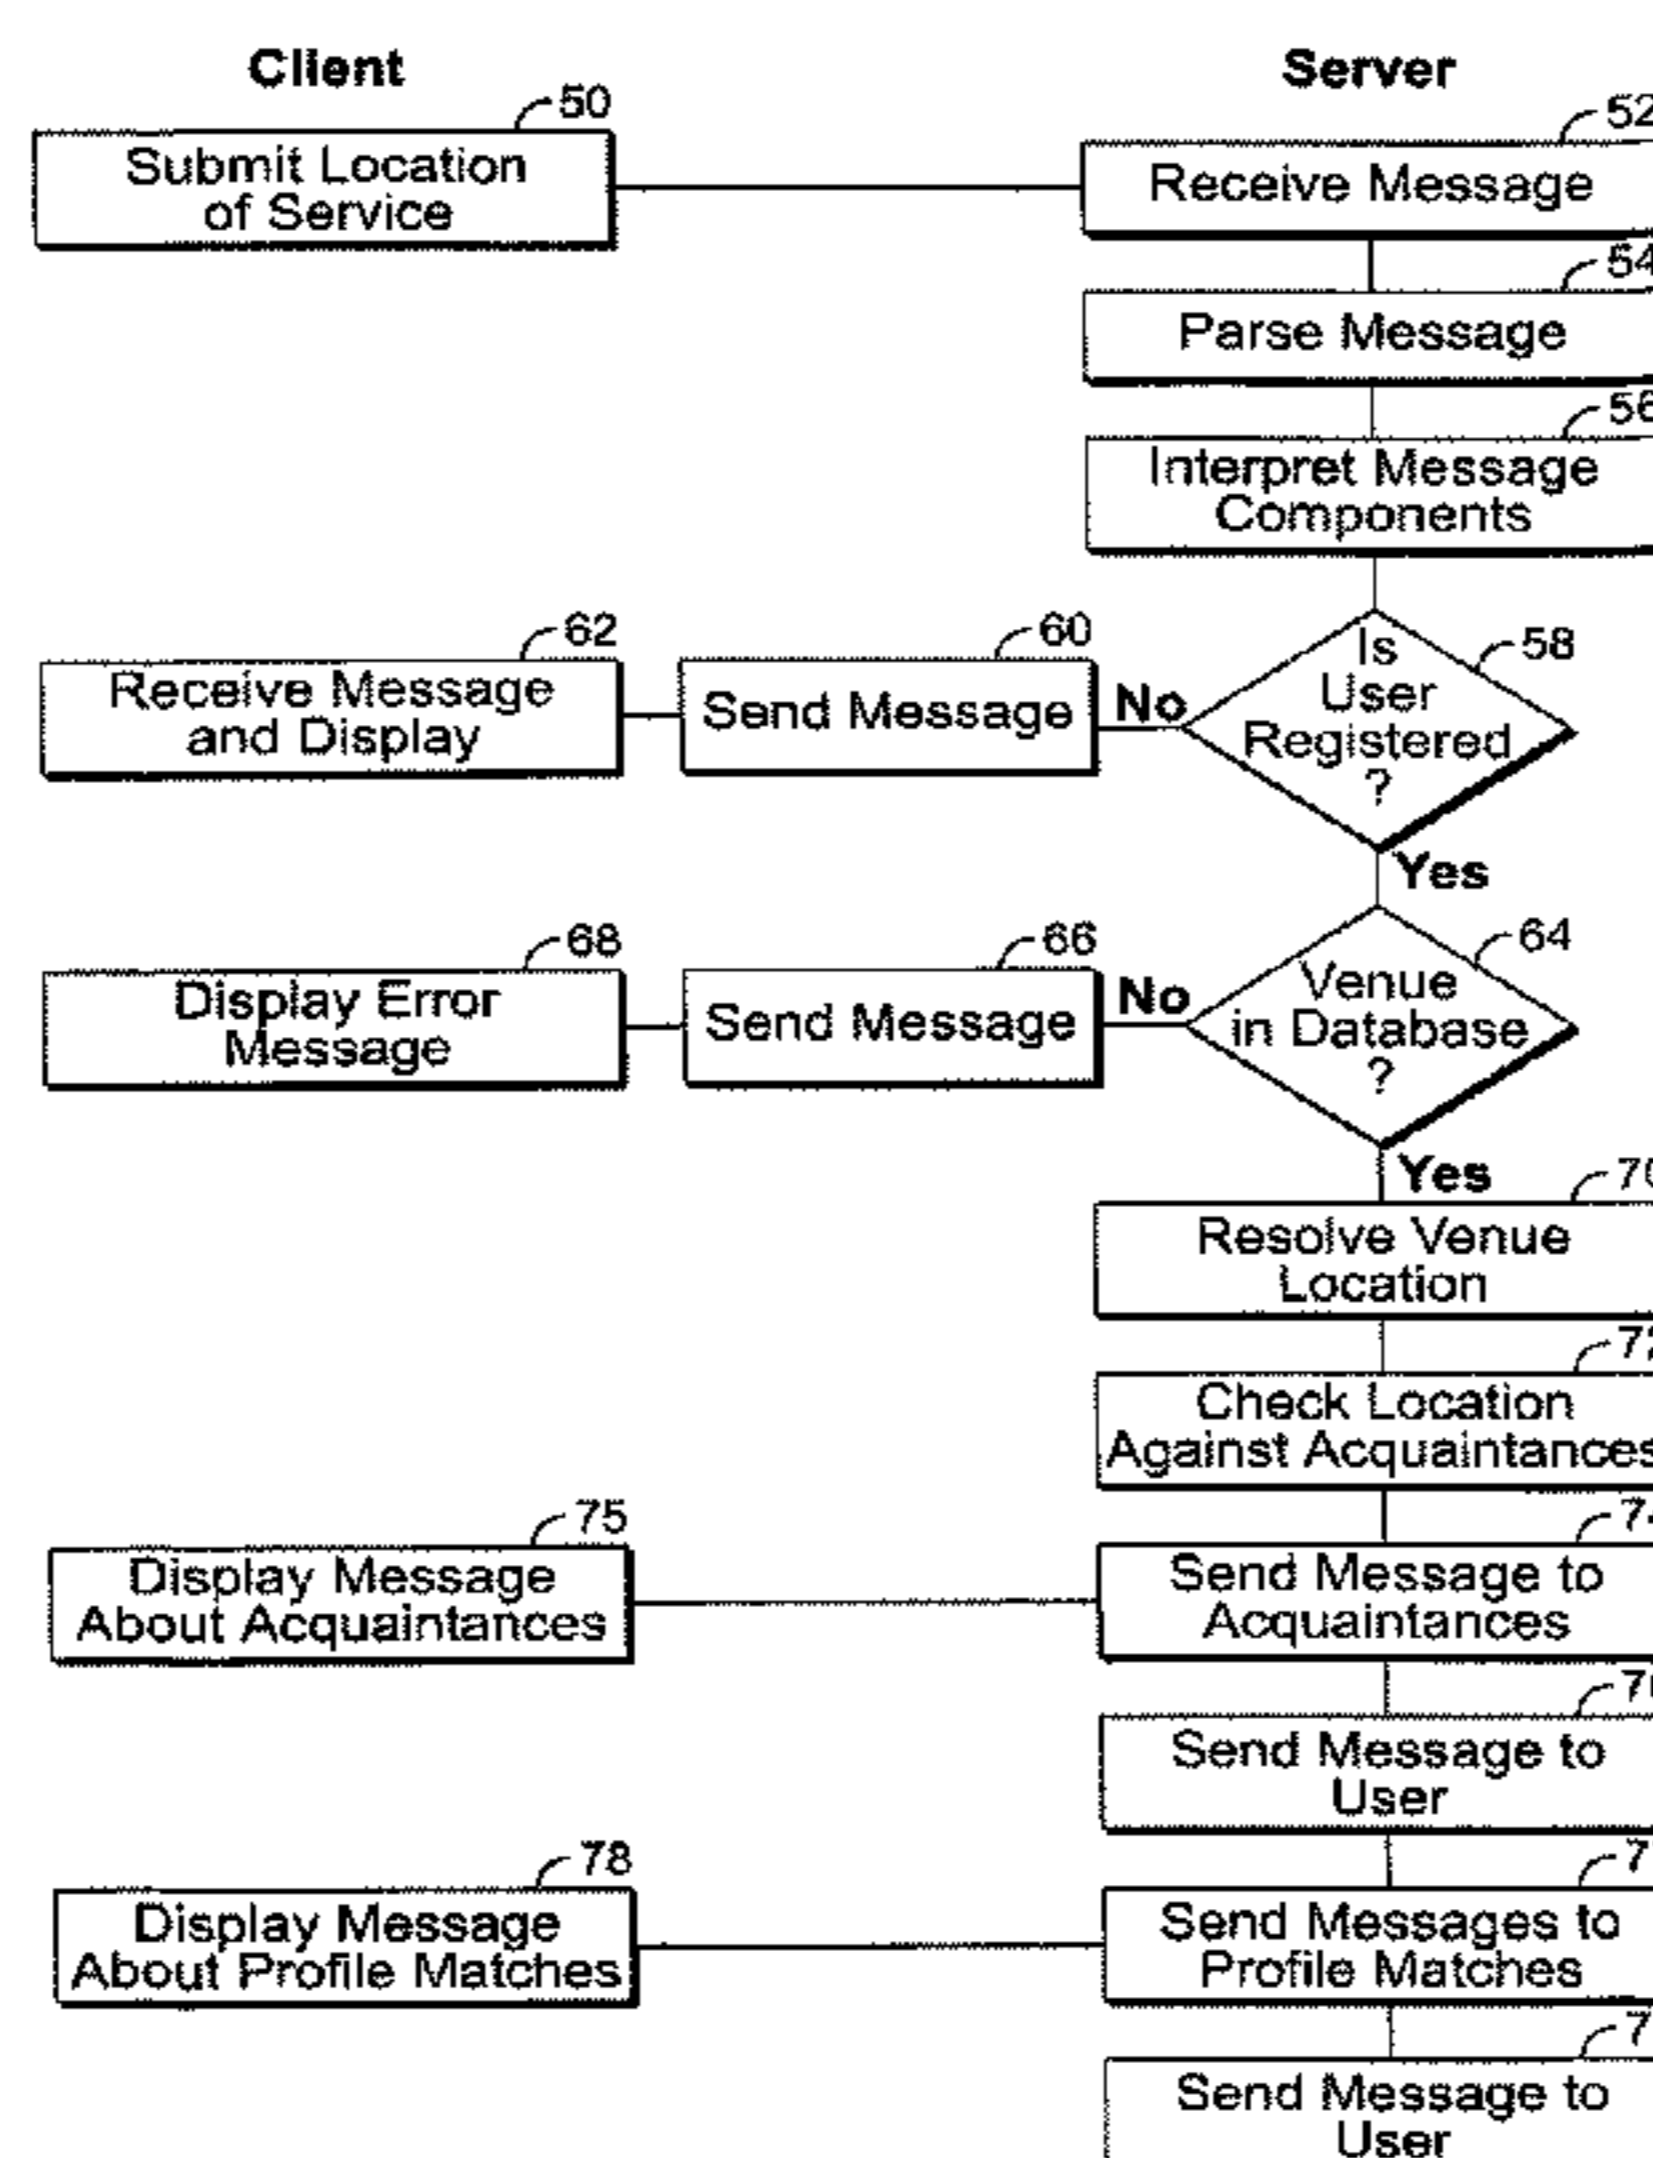 Client
Server
50
52
Submit Location
of Service
Receive Message
54
Parse Message
56
Interpret Message
Components
62
60
58
Receive Message
and Display
Send Message
No
Is
User
Registered
?
Yes
68
66
64
Display Error
Message
Send Message
No
Venue
in Database
?
Yes
70
Resolve Venue
Location
72
Check Location
Against Acquaintances
75
74
Display Message
About Acquaintances
Send Message to
Acquaintances
Send Message to
User
78
Display Message
About Profile Matches
Send Messages to
Profile Matches
Send Message to
User